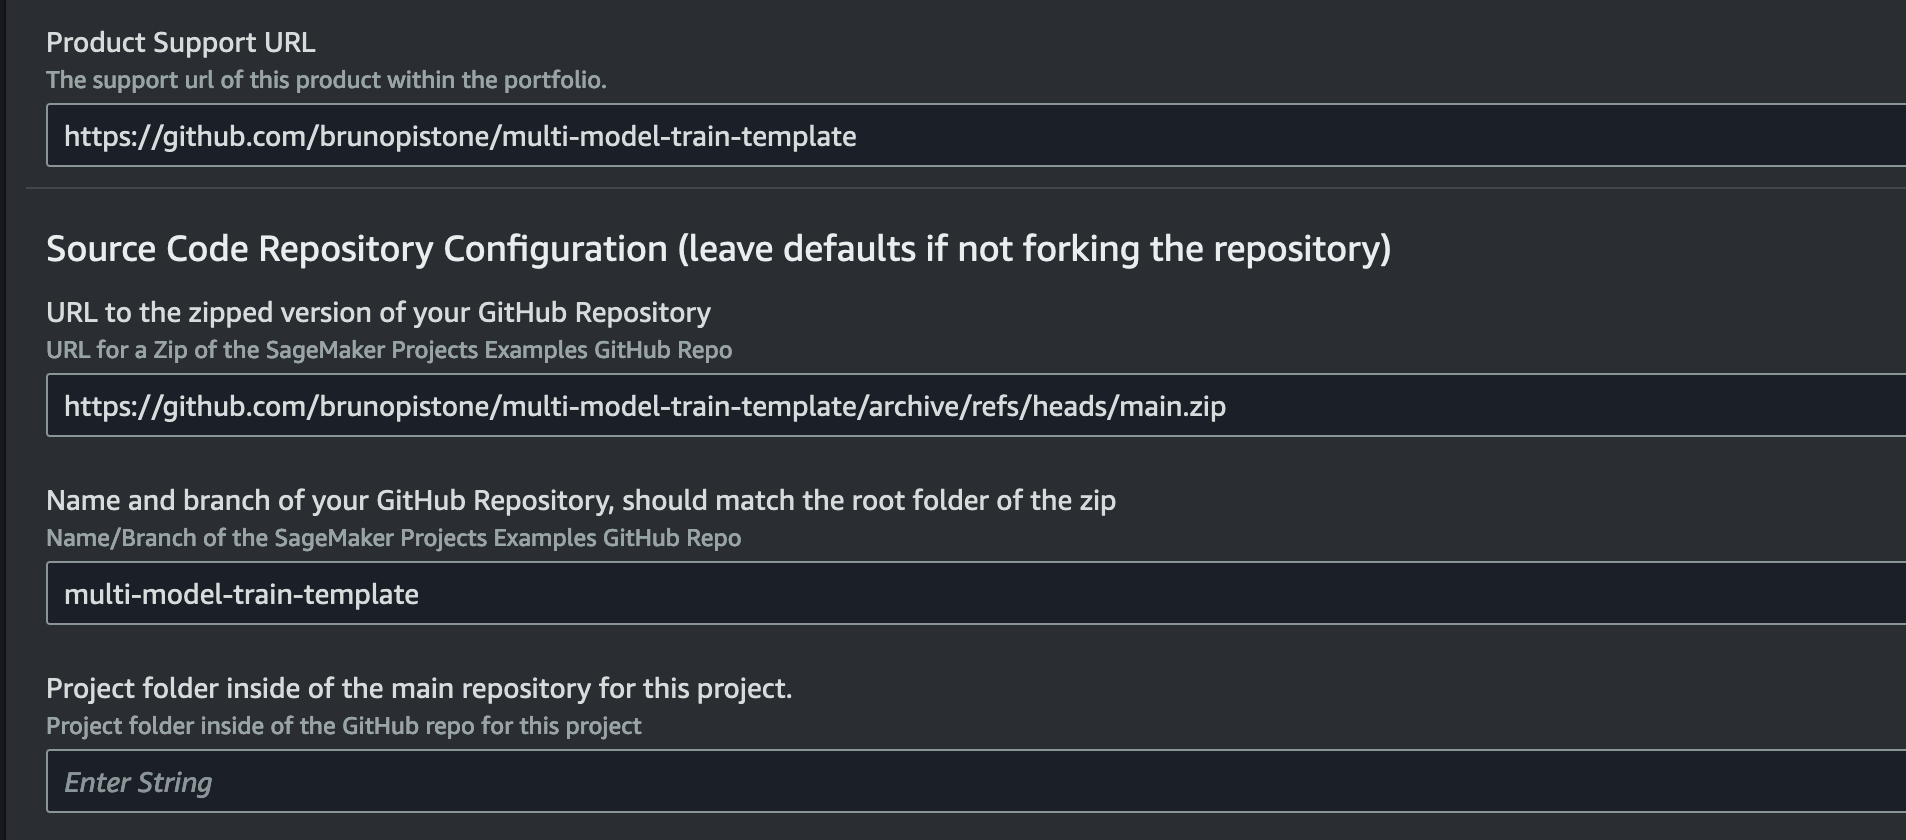 Product Support URL
The support url of this product within the portfolio.
https://github.com/brunopistone/multi-model-train-template
Source Code Repository Configuration (leave defaults if not forking the repository)
URL to the zipped version of your GitHub Repository
URL for a Zip of the SageMaker Projects Examples GitHub Repo
https://github.com/brunopistone/multi-model-train-template/archive/refs/heads/main.zip
Name and branch of your GitHub Repository, should match the root folder of the zip
Name/Branch of the SageMaker Projects Examples GitHub Repo
multi-model-train-template
Project folder inside of the main repository for this project.
Project folder inside of the GitHub repo for this project
Enter String